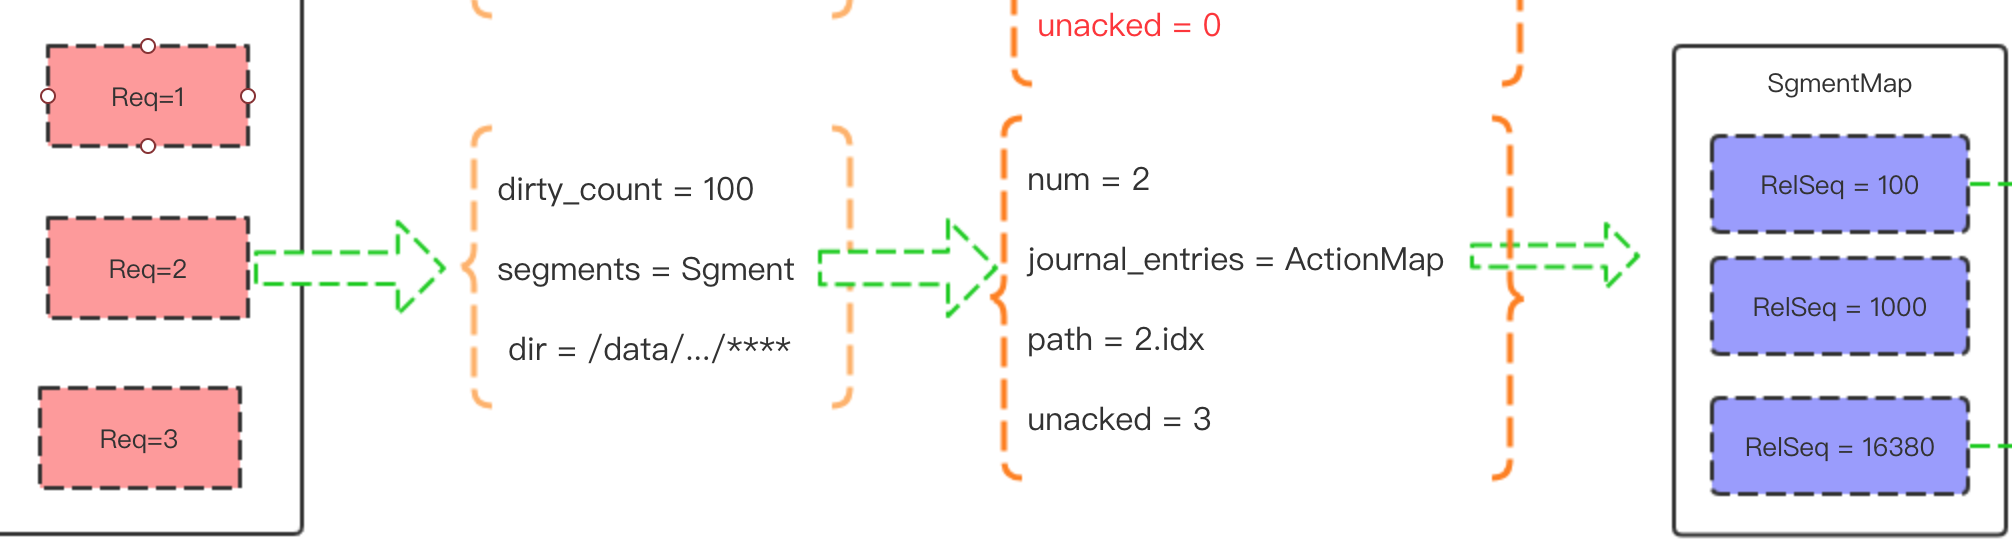 unacked = 0
Req=1
Req=2
Req=3
dirty_count = 100
segments = Sgment
dir = /data/.../****
num = 2
journal_entries = ActionMap
path = 2.idx
unacked = 3
SgmentMap
RelSeq = 100
RelSeq = 1000
RelSeq = 16380